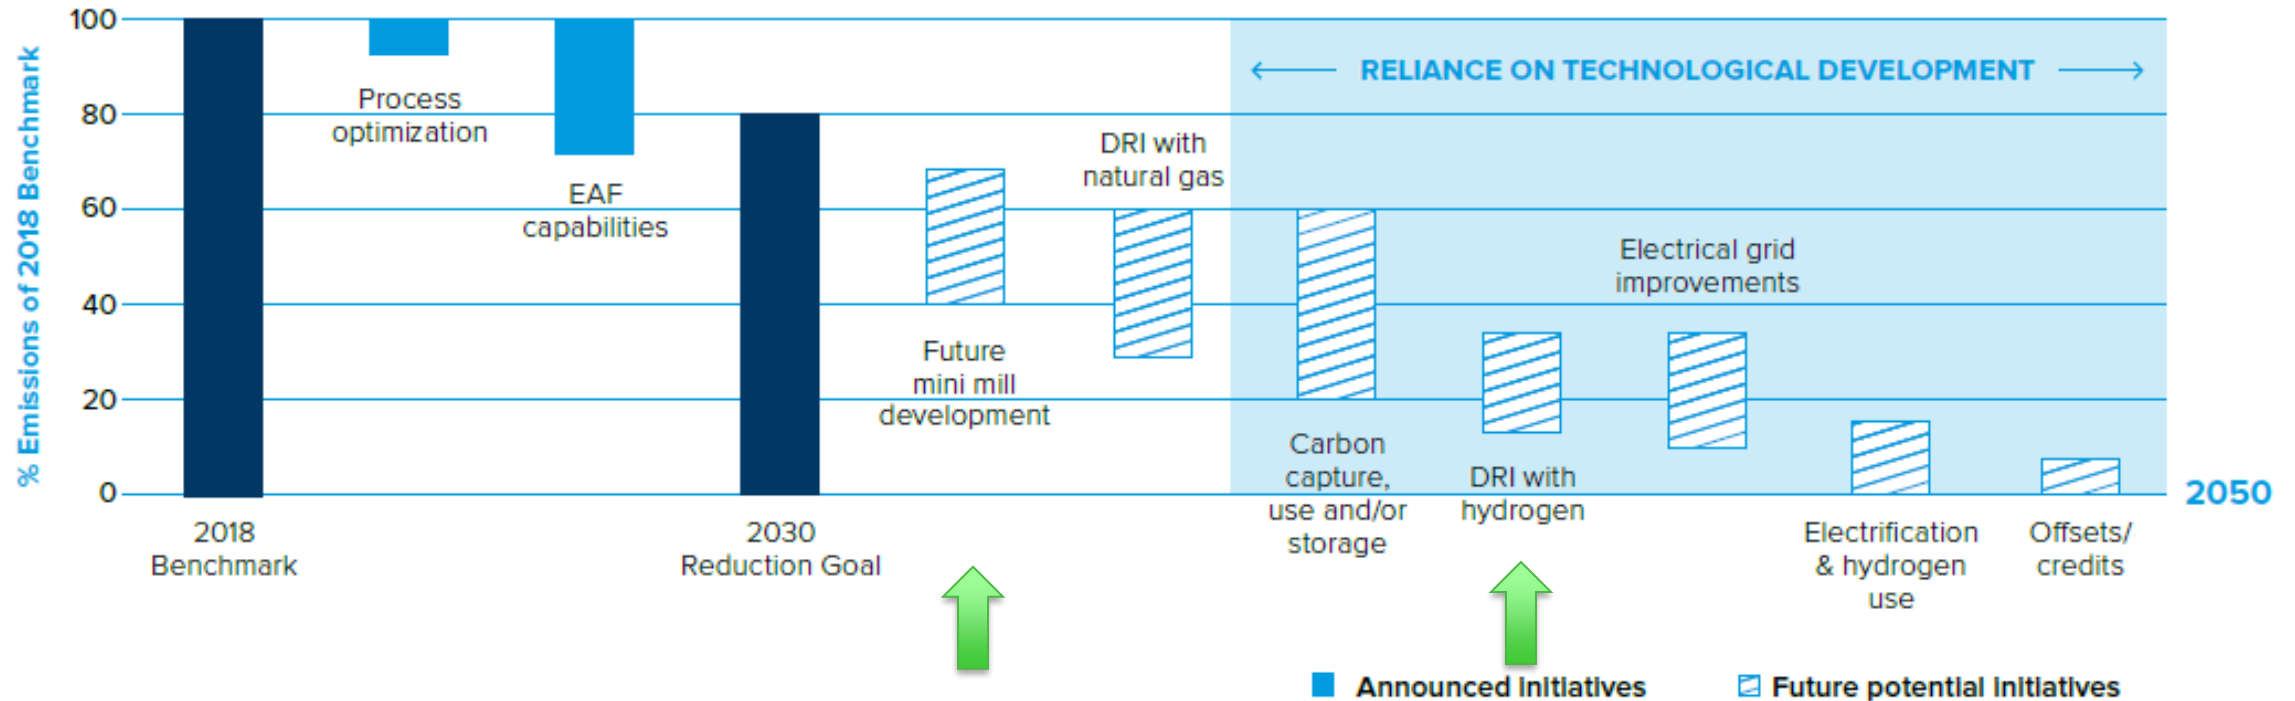 % Emissions of 2018 Benchmark
100
80
60
40
20
0
RELIANCE ON TECHNOLOGICAL DEVELOPMENT
Process
optimization
EAF
capabilities
DRI with
natural gas
Electrical grid
improvements
Future
mini mill
development
Carbon
capture,
use and/or
storage
DRI with
hydrogen
2050
2018
Benchmark
2030
Reduction Goal
Electrification
& hydrogen
use
Offsets/
credits
Announced initiatives
Future potential initiatives